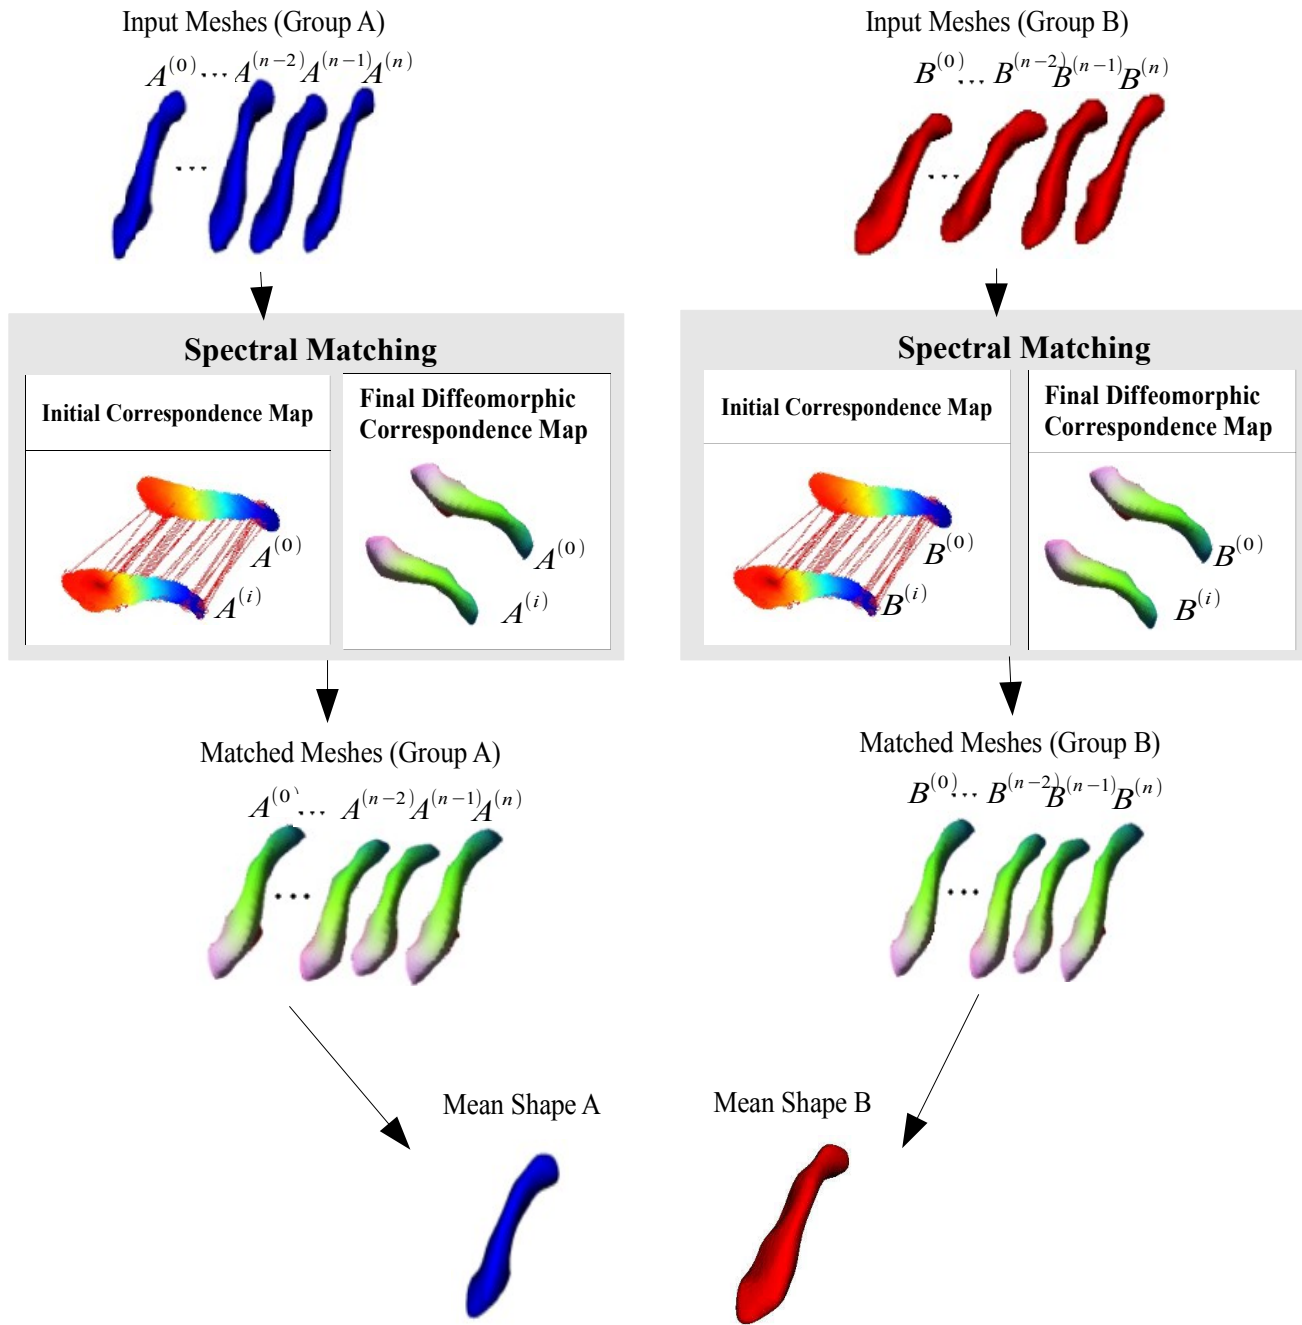 Input Meshes (Group A)
A^(0) ... A^(n−2) A^(n−1) A^(n)
...
Spectral Matching
Initial Correspondence Map
Final Diffeomorphic
Correspondence Map
A^(0)
A^(i)
A^(0)
A^(i)
Matched Meshes (Group A)
A^(0) ... A^(n−2) A^(n−1) A^(n)
...
Mean Shape A
Input Meshes (Group B)
B^(0) ... B^(n−2) B^(n−1) B^(n)
...
Spectral Matching
Initial Correspondence Map
Final Diffeomorphic
Correspondence Map
B^(0)
B^(i)
B^(0)
B^(i)
Matched Meshes (Group B)
B^(0) ... B^(n−2) B^(n−1) B^(n)
...
Mean Shape B